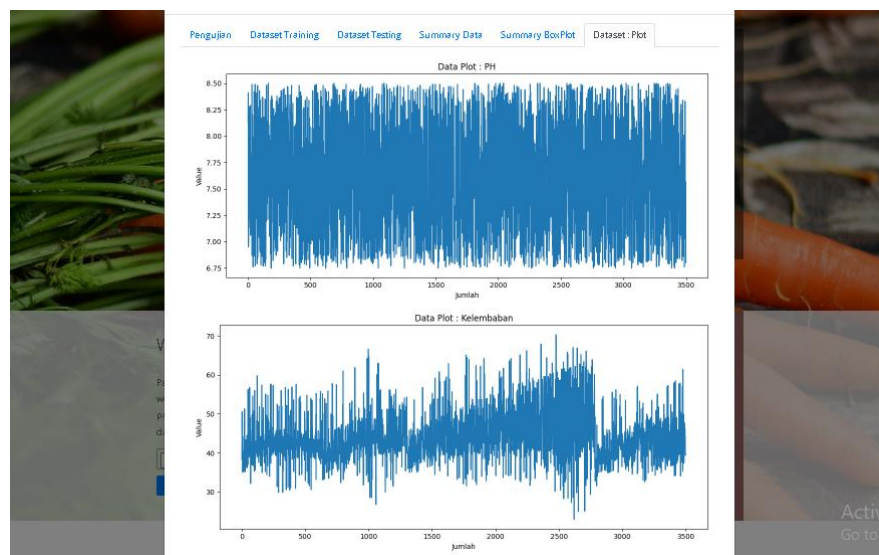 Pengujian Dataset Training Dataset Testing Summary Data Summary BoxPlot Dataset : Plot
Data Plot : PH
Value
8.50
8.25
8.00
7.75
7.50
7.25
7.00
6.75
0 500 1000 1500 2000 2500 3000 3500
Jumlah
Data Plot : Kelembaban
Value
70
60
50
40
30
0 500 1000 1500 2000 2500 3000 3500
Jumlah
Activ
Go to